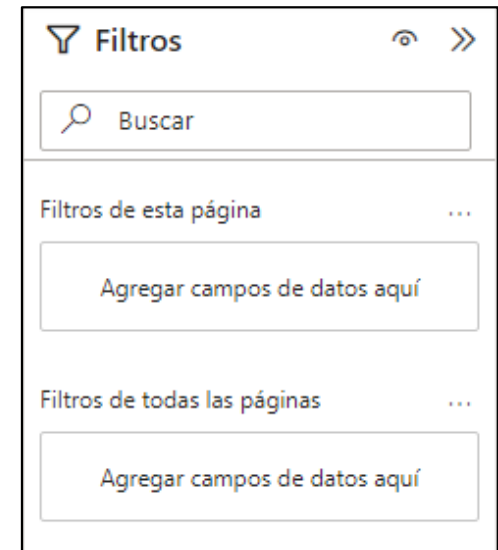 Filtros
Buscar
Filtros de esta página
...
Agregar campos de datos aquí
Filtros de todas las páginas
...
Agregar campos de datos aquí